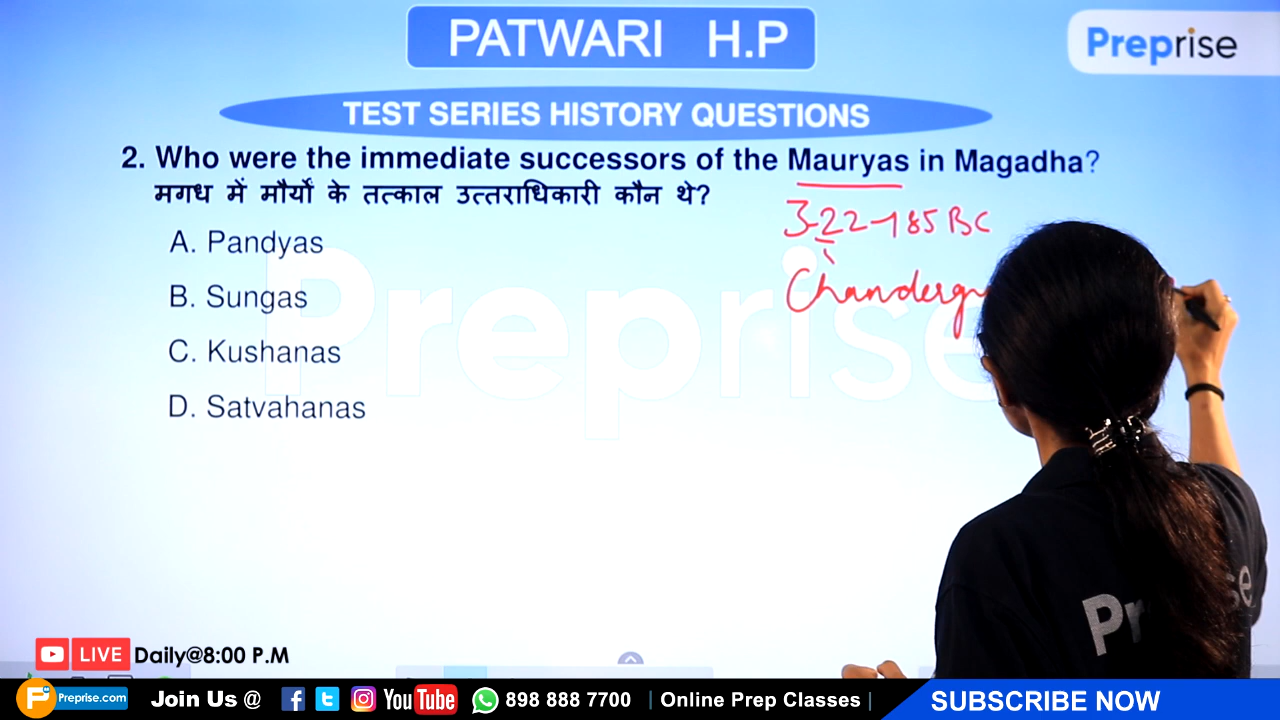 PATWARI H.P
Preprise
TEST SERIES HISTORY QUESTIONS
2. Who were the immediate successors of the Mauryas in Magadha?
मगध में मौर्यों के तत्काल उत्तराधिकारी कौन थे?
322-185 BC
Chandergu
A. Pandyas
B. Sungas
C. Kushanas
D. Satvahanas
Preprise
LIVE Daily@8:00 P.M
Preprise.com Join Us @ YouTube 898 888 7700 | Online Prep Classes | SUBSCRIBE NOW